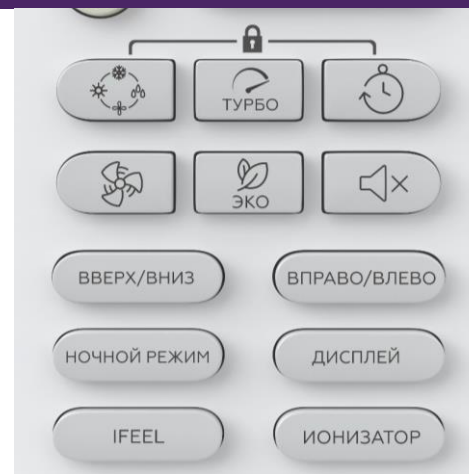 ТУРБО
ЭКО
ВВЕРХ/ВНИЗ ВПРАВО/ВЛЕВО
НОЧНОЙ РЕЖИМ ДИСПЛЕЙ
IFEEL ИОНИЗАТОР